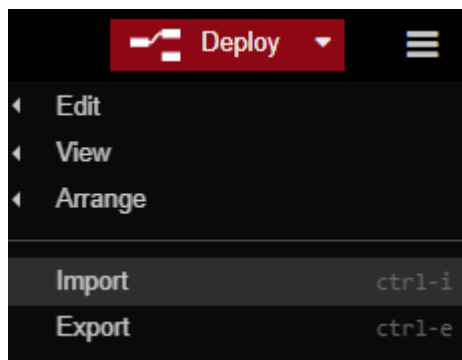 Deploy
Edit
View
Arrange
Import ctrl-i
Export ctrl-e